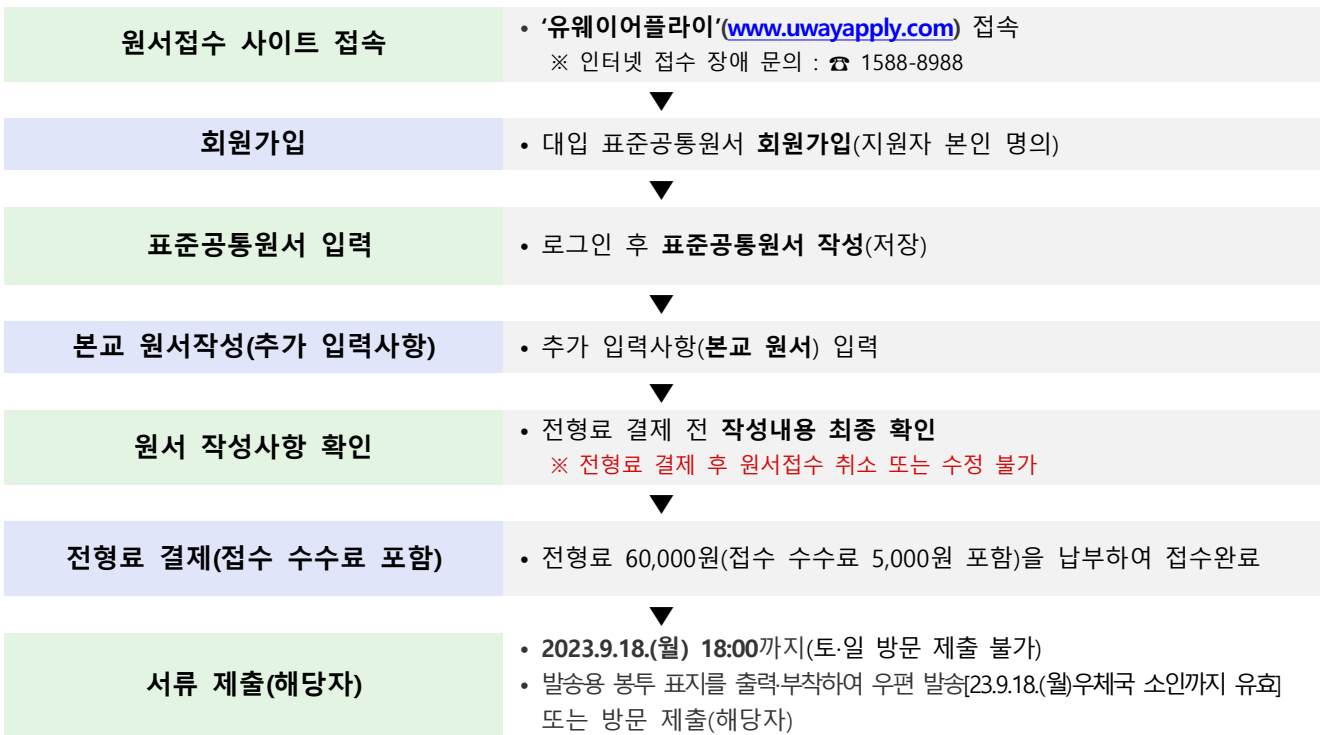 원서접수 사이트 접속
• ‘유웨이어플라이’(www.uwayapply.com) 접속
※ 인터넷 접수 장애 문의 : ☎ 1588-8988
▼
회원가입
• 대입 표준공통원서 회원가입(지원자 본인 명의)
▼
표준공통원서 입력
• 로그인 후 표준공통원서 작성(저장)
▼
본교 원서작성(추가 입력사항)
• 추가 입력사항(본교 원서) 입력
▼
원서 작성사항 확인
• 전형료 결제 전 작성내용 최종 확인
※ 전형료 결제 후 원서접수 취소 또는 수정 불가
▼
전형료 결제(접수 수수료 포함)
• 전형료 60,000원(접수 수수료 5,000원 포함)을 납부하여 접수완료
▼
서류 제출(해당자)
• 2023.9.18.(월) 18:00까지(토·일 방문 제출 불가)
• 발송용 봉투 표지를 출력·부착하여 우편 발송[23.9.18.(월)우체국 소인까지 유효]
또는 방문 제출(해당자)